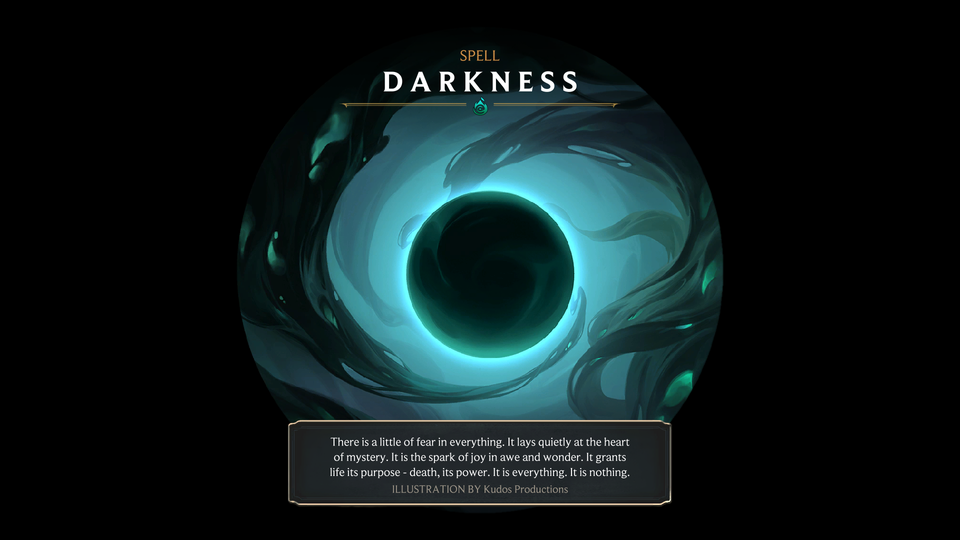 SPELL
DARKNESS
There is a little of fear in everything. It lays quietly at the heart
of mystery. It is the spark of joy in awe and wonder. It grants
life its purpose - death, its power. It is everything. It is nothing.
ILLUSTRATION BY Kudos Productions